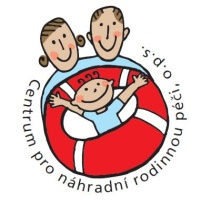 Centrum pro náhradní rodinnou péči, o.p.s.